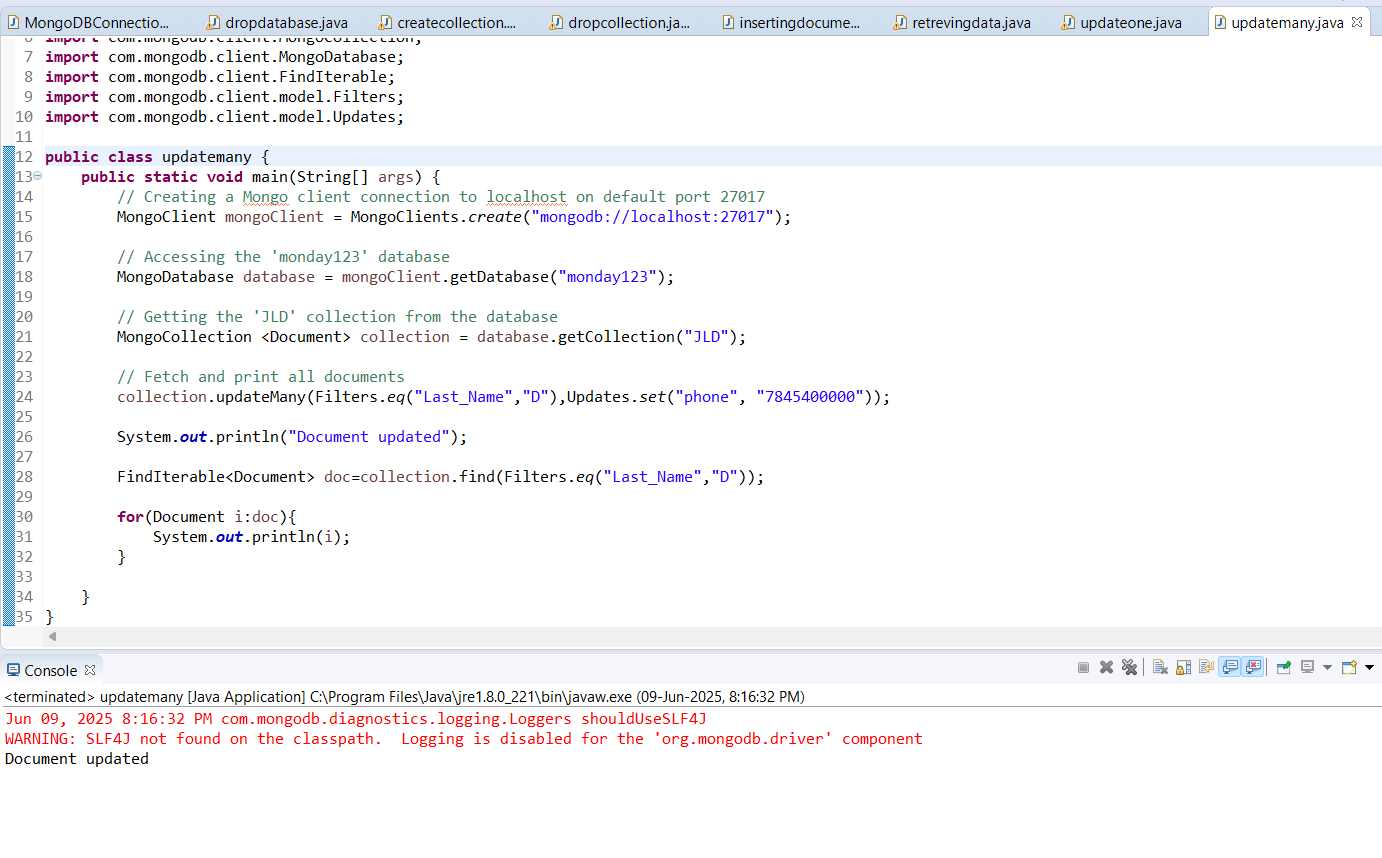 MongoDBConnectio... dropdatabase.java createcollection.... dropcollection.ja... insertingdocume... retrevingdata.java updateone.java updatemany.java
6 import com.mongodb.client.MongoCollection;
7 import com.mongodb.client.MongoDatabase;
8 import com.mongodb.client.FindIterable;
9 import com.mongodb.client.model.Filters;
10 import com.mongodb.client.model.Updates;
11
12 public class updatemany {
13 public static void main(String[] args) {
14 // Creating a Mongo client connection to localhost on default port 27017
15 MongoClient mongoClient = MongoClients.create("mongodb://localhost:27017");
16
17 // Accessing the 'monday123' database
18 MongoDatabase database = mongoClient.getDatabase("monday123");
19
20 // Getting the 'JLD' collection from the database
21 MongoCollection <Document> collection = database.getCollection("JLD");
22
23 // Fetch and print all documents
24 collection.updateMany(Filters.eq("Last_Name","D"),Updates.set("phone", "7845400000"));
25
26 System.out.println("Document updated");
27
28 FindIterable<Document> doc=collection.find(Filters.eq("Last_Name","D"));
29
30 for(Document i:doc){
31 System.out.println(i);
32 }
33
34 }
35 }
Console
<terminated> updatemany [Java Application] C:\Program Files\Java\jre1.8.0_221\bin\javaw.exe (09-Jun-2025, 8:16:32 PM)
Jun 09, 2025 8:16:32 PM com.mongodb.diagnostics.logging.Loggers shouldUseSLF4J
WARNING: SLF4J not found on the classpath.  Logging is disabled for the 'org.mongodb.driver' component
Document updated